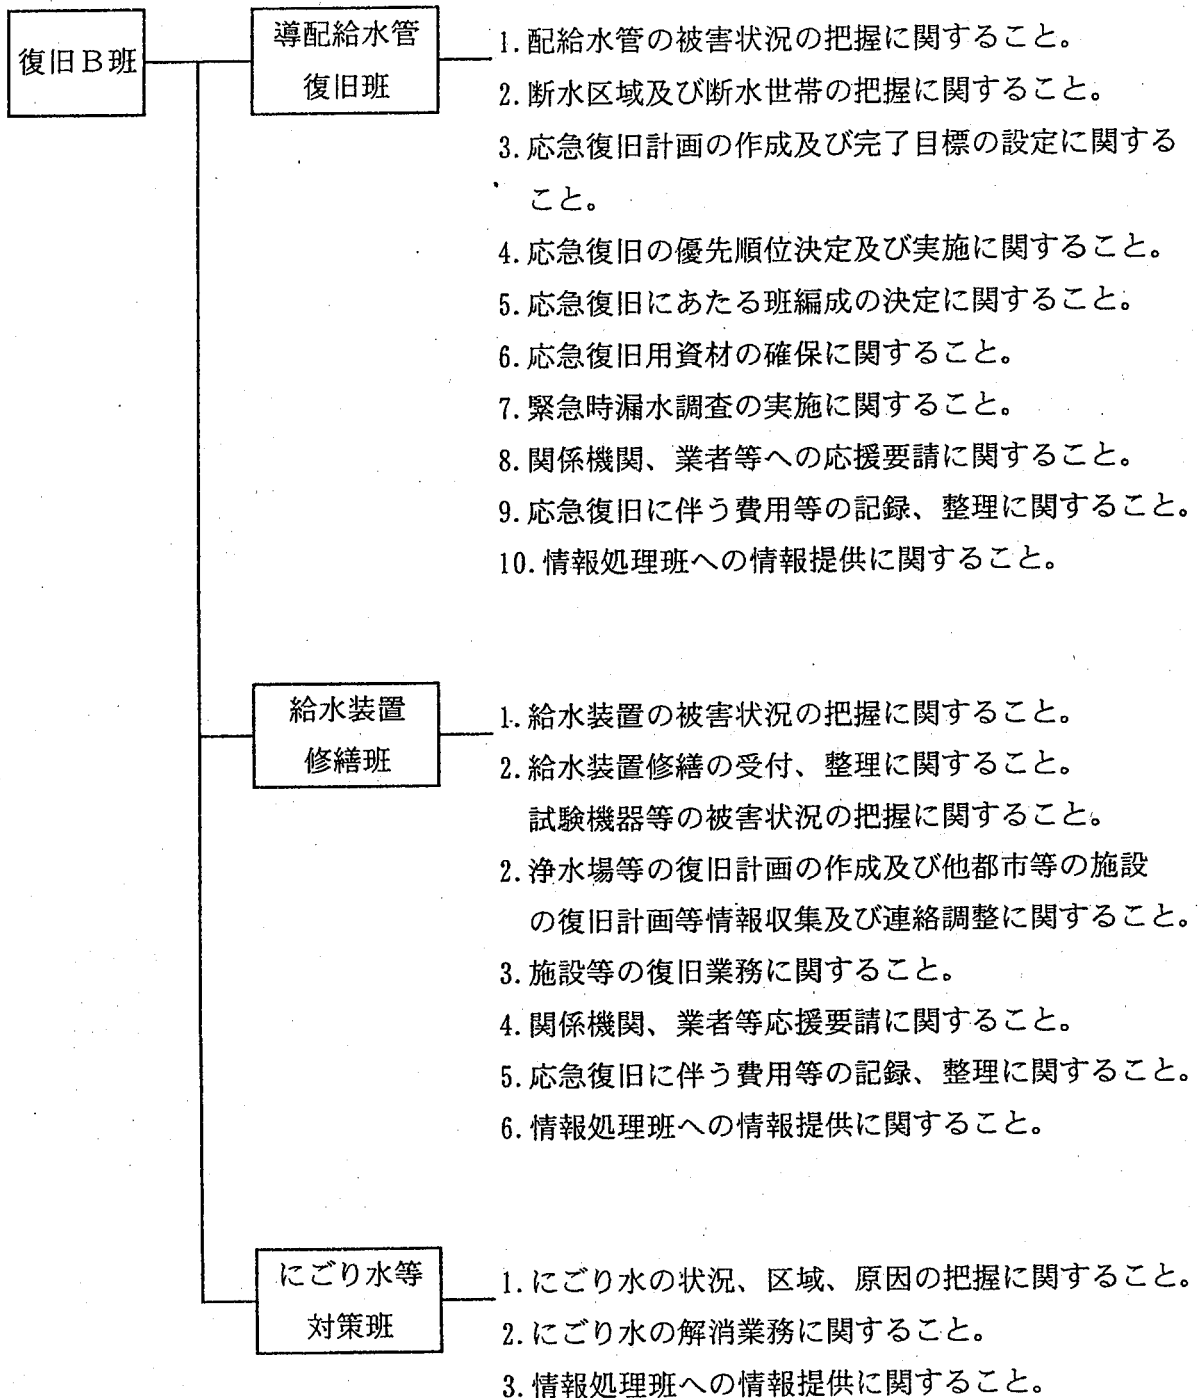 復旧B班
導配給水管
復旧班
1.配給水管の被害状況の把握に関すること。
2.断水区域及び断水世帯の把握に関すること。
3.応急復旧計画の作成及び完了目標の設定に関する
こと。
4.応急復旧の優先順位決定及び実施に関すること。
5.応急復旧にあたる班編成の決定に関すること。
6.応急復旧用資材の確保に関すること。
7.緊急時漏水調査の実施に関すること。
8.関係機関、業者等への応援要請に関すること。
9.応急復旧に伴う費用等の記録、整理に関すること。
10.情報処理班への情報提供に関すること。
給水装置
修繕班
1.給水装置の被害状況の把握に関すること。
2.給水装置修繕の受付、整理に関すること。
試験機器等の被害状況の把握に関すること。
2.浄水場等の復旧計画の作成及び他都市等の施設
の復旧計画等情報収集及び連絡調整に関すること。
3.施設等の復旧業務に関すること。
4.関係機関、業者等応援要請に関すること。
5.応急復旧に伴う費用等の記録、整理に関すること。
6.情報処理班への情報提供に関すること。
にごり水等
対策班
1.にごり水の状況、区域、原因の把握に関すること。
2.にごり水の解消業務に関すること。
3.情報処理班への情報提供に関すること。